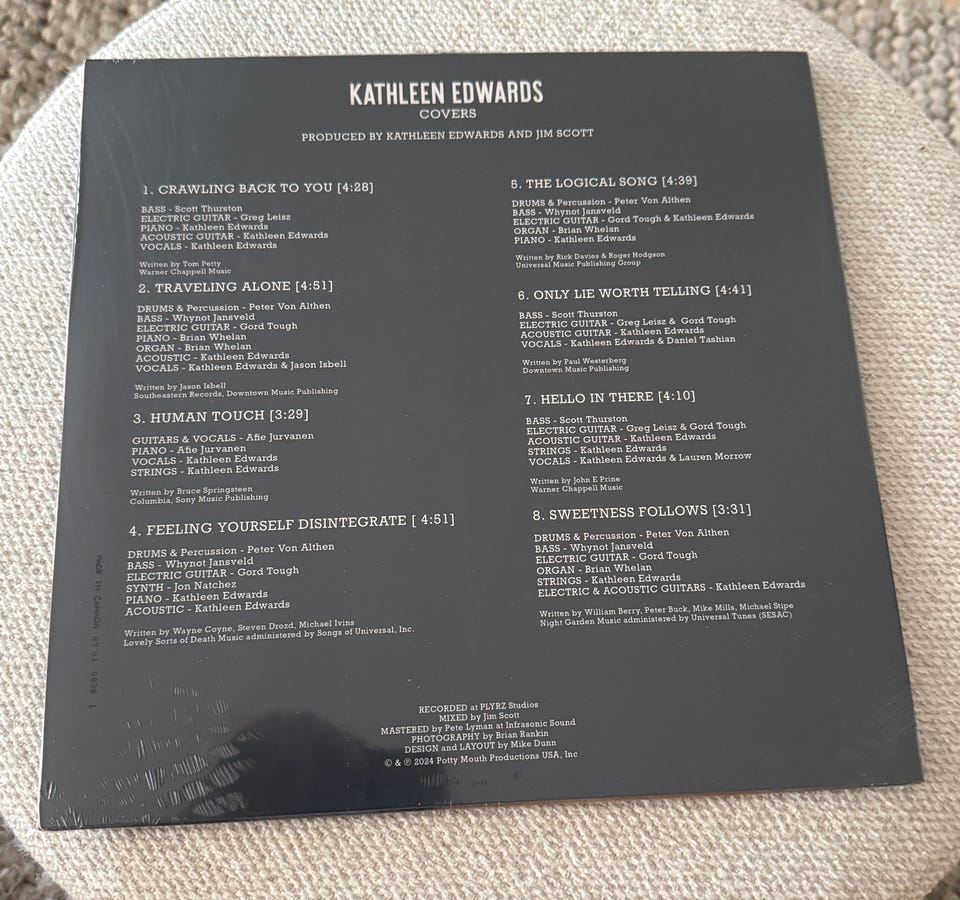 KATHLEEN EDWARDS
COVERS
PRODUCED BY KATHLEEN EDWARDS AND JIM SCOTT
1. CRAWLING BACK TO YOU [4:28]
BASS - Scott Thurston
ELECTRIC GUITAR - Greg Leisz
PIANO - Kathleen Edwards
ACOUSTIC GUITAR - Kathleen Edwards
VOCALS - Kathleen Edwards
Written by Tom Petty
Warner Chappell Music
2. TRAVELING ALONE [4:51]
DRUMS & Percussion - Peter Von Althen
BASS - Whynot Jansveld
ELECTRIC GUITAR - Gord Tough
PIANO - Brian Whelan
ORGAN - Brian Whelan
ACOUSTIC - Kathleen Edwards
VOCALS - Kathleen Edwards & Jason Isbell
Written by Jason Isbell
Southeastern Records, Downtown Music Publishing
3. HUMAN TOUCH [3:29]
GUITARS & VOCALS - Afie Jurvanen
PIANO - Afie Jurvanen
VOCALS - Kathleen Edwards
STRINGS - Kathleen Edwards
Written by Bruce Springsteen
Columbia, Sony Music Publishing
4. FEELING YOURSELF DISINTEGRATE [ 4:51]
DRUMS & Percussion - Peter Von Althen
BASS - Whynot Jansveld
ELECTRIC GUITAR - Gord Tough
SYNTH - Jon Natchez
PIANO - Kathleen Edwards
ACOUSTIC - Kathleen Edwards
Written by Wayne Coyne, Steven Drozd, Michael Ivins
Lovely Sorts of Death Music administered by Songs of Universal, Inc.
5. THE LOGICAL SONG [4:39]
DRUMS & Percussion - Peter Von Althen
BASS - Whynot Jansveld
ELECTRIC GUITAR - Gord Tough & Kathleen Edwards
ORGAN - Brian Whelan
PIANO - Kathleen Edwards
Written by Rick Davies & Roger Hodgson
Universal Music Publishing Group
6. ONLY LIE WORTH TELLING [4:41]
BASS - Scott Thurston
ELECTRIC GUITAR - Greg Leisz & Gord Tough
ACOUSTIC GUITAR - Kathleen Edwards
VOCALS - Kathleen Edwards & Daniel Tashian
Written by Paul Westerberg
Downtown Music Publishing
7. HELLO IN THERE [4:10]
BASS - Scott Thurston
ELECTRIC GUITAR - Greg Leisz & Gord Tough
ACOUSTIC GUITAR - Kathleen Edwards
STRINGS - Kathleen Edwards
VOCALS - Kathleen Edwards & Lauren Morrow
Written by John E Prine
Warner Chappell Music
8. SWEETNESS FOLLOWS [3:31]
DRUMS & Percussion - Peter Von Althen
BASS - Whynot Jansveld
ELECTRIC GUITAR - Gord Tough
ORGAN - Brian Whelan
STRINGS - Kathleen Edwards
ELECTRIC & ACOUSTIC GUITARS - Kathleen Edwards
Written by William Berry, Peter Buck, Mike Mills, Michael Stipe
Night Garden Music administered by Universal Tunes (SESAC)
RECORDED at PLYRZ Studios
MIXED by Jim Scott
MASTERED by Pete Lyman at Infrasonic Sound
PHOTOGRAPHY by Brian Rankin
DESIGN and LAYOUT by Mike Dunn
© & ℗ 2024 Potty Mouth Productions USA, Inc
MADE IN CANADA